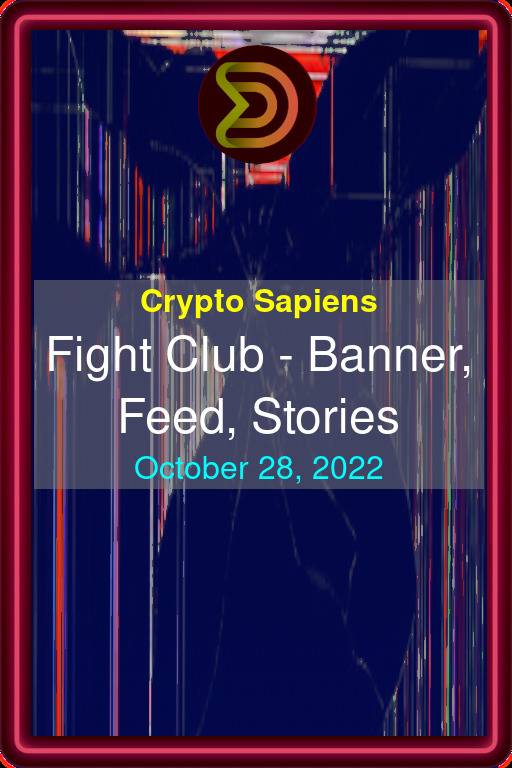 Crypto Sapiens
Fight Club - Banner,
Feed, Stories
October 28, 2022